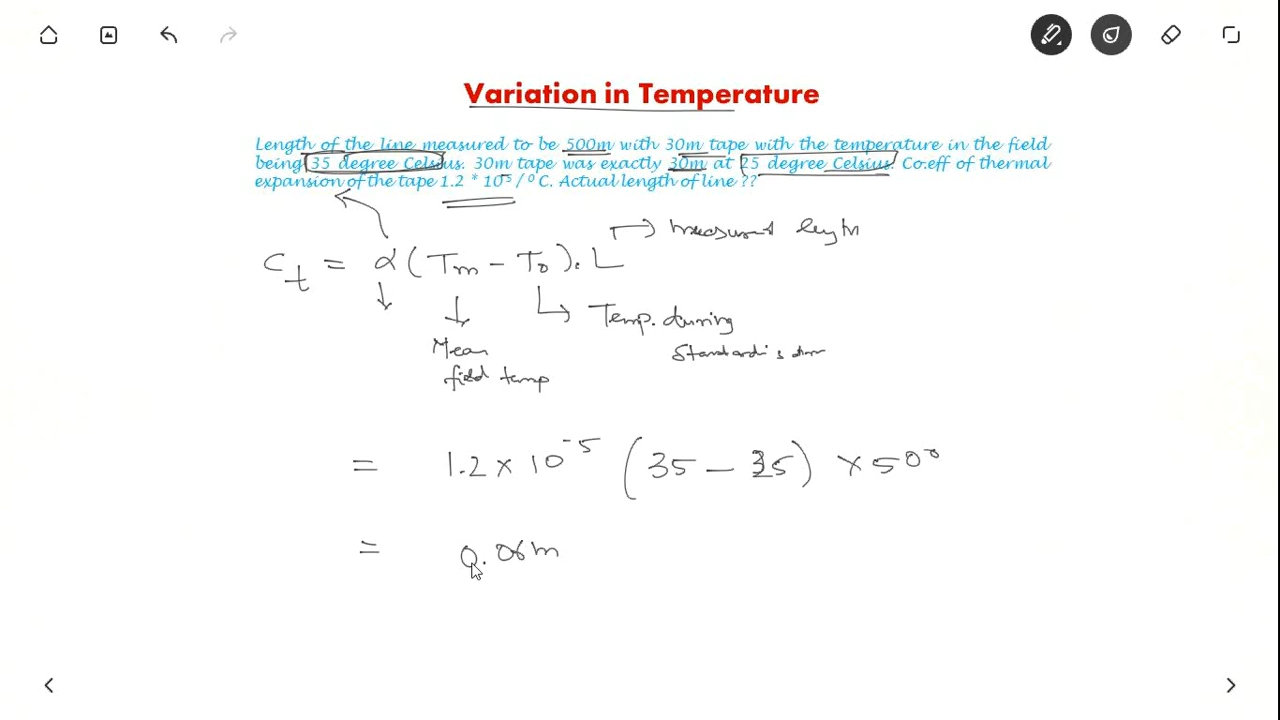 Variation in Temperature
Length of the line measured to be 500m with 30m tape with the temperature in the field
being 35 degree Celsius. 30m tape was exactly 30m at 25 degree Celsius. Co.eff of thermal
expansion of the tape 1.2 * 10⁻⁵ / ⁰ C. Actual length of line ??
→ measured length
Ct = α (Tm - To). L
Temp. during
Mean
field temp
= 1.2 × 10⁻⁵ (35 - 25) × 500
= 0.06m